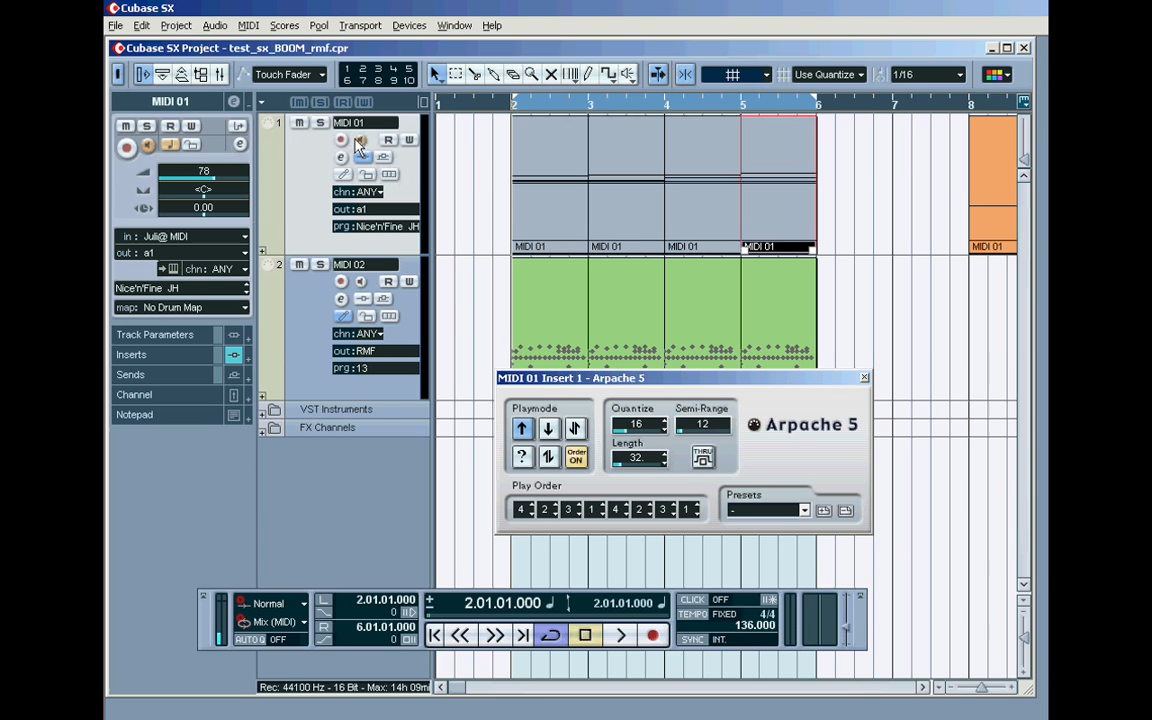 Cubase SX
File Edit Project Audio MIDI Scores Pool Transport Devices Window Help
Cubase SX Project - test_sx_BOOM_rmf.cpr
Touch Fader 1 2 3 4 5 6 7 8 9 10 Use Quantize 1/16
MIDI 01 [M] [S] [R] [W] 1 2 3 4 5 6 7 8
1 M S MIDI 01
M S R W
R W
78
<C>
0.00
chn:ANY
out:a1
prg:Nice'n'Fine JH
in : Juli@ MIDI
out : a1
chn: ANY
Nice'n'Fine JH
map: No Drum Map
MIDI 01 MIDI 01 MIDI 01 MIDI 01 MIDI 01
2 M S MIDI 02
R W
chn:ANY
out:RMF
prg:13
Track Parameters
Inserts
Sends
Channel
Notepad
VST Instruments
FX Channels
MIDI 01 Insert 1 - Arpache 5
Playmode Quantize Semi-Range
16 12
Arpache 5
Length
? Order ON 32. THRU
Play Order
4 2 3 1 4 2 3 1
Presets
-
Normal L 2.01.01.000 2.01.01.000 2.01.01.000 CLICK OFF
0 TEMPO FIXED 4/4
Mix (MIDI) R 6.01.01.000 136.000
AUTO Q OFF 0 SYNC INT.
Rec: 44100 Hz - 16 Bit - Max: 14h 09m